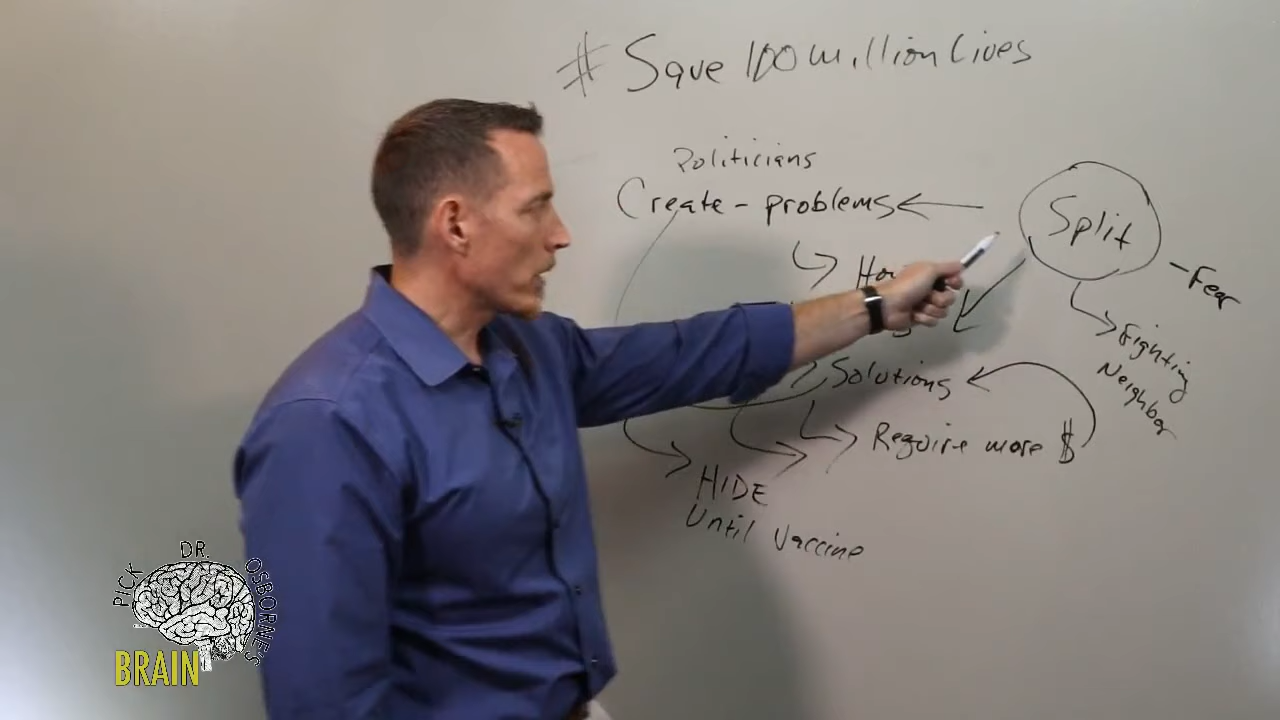 # Save 100 million Lives
Politicians
Create - problems
Split
- Fear
Fighting
Neighbor
Solutions
Require more $
HIDE
Until Vaccine
PICK DR. OSBORNE'S
BRAIN